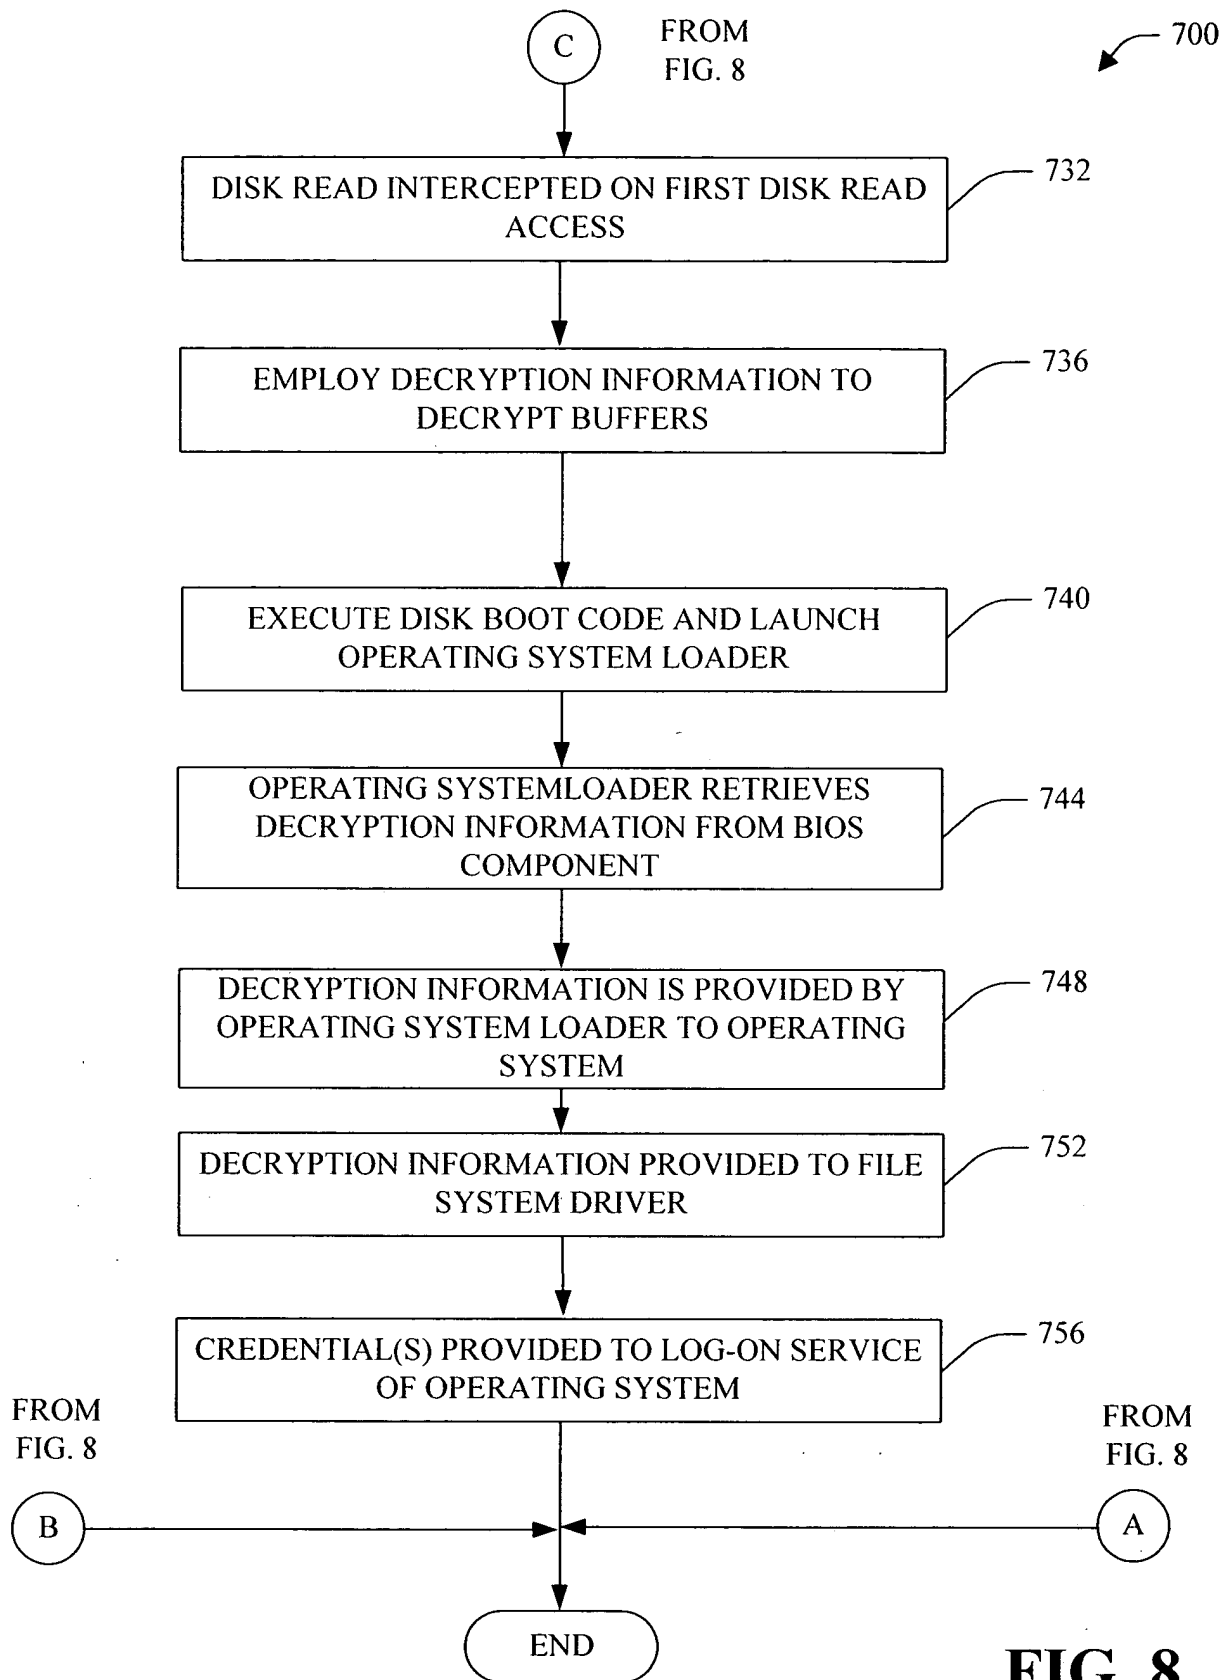 C
FROM
FIG. 8
700
DISK READ INTERCEPTED ON FIRST DISK READ
ACCESS
732
EMPLOY DECRYPTION INFORMATION TO
DECRYPT BUFFERS
736
EXECUTE DISK BOOT CODE AND LAUNCH
OPERATING SYSTEM LOADER
740
OPERATING SYSTEMLOADER RETRIEVES
DECRYPTION INFORMATION FROM BIOS
COMPONENT
744
DECRYPTION INFORMATION IS PROVIDED BY
OPERATING SYSTEM LOADER TO OPERATING
SYSTEM
748
DECRYPTION INFORMATION PROVIDED TO FILE
SYSTEM DRIVER
752
CREDENTIAL(S) PROVIDED TO LOG-ON SERVICE
OF OPERATING SYSTEM
756
FROM
FIG. 8
B
FROM
FIG. 8
A
END
FIG. 8